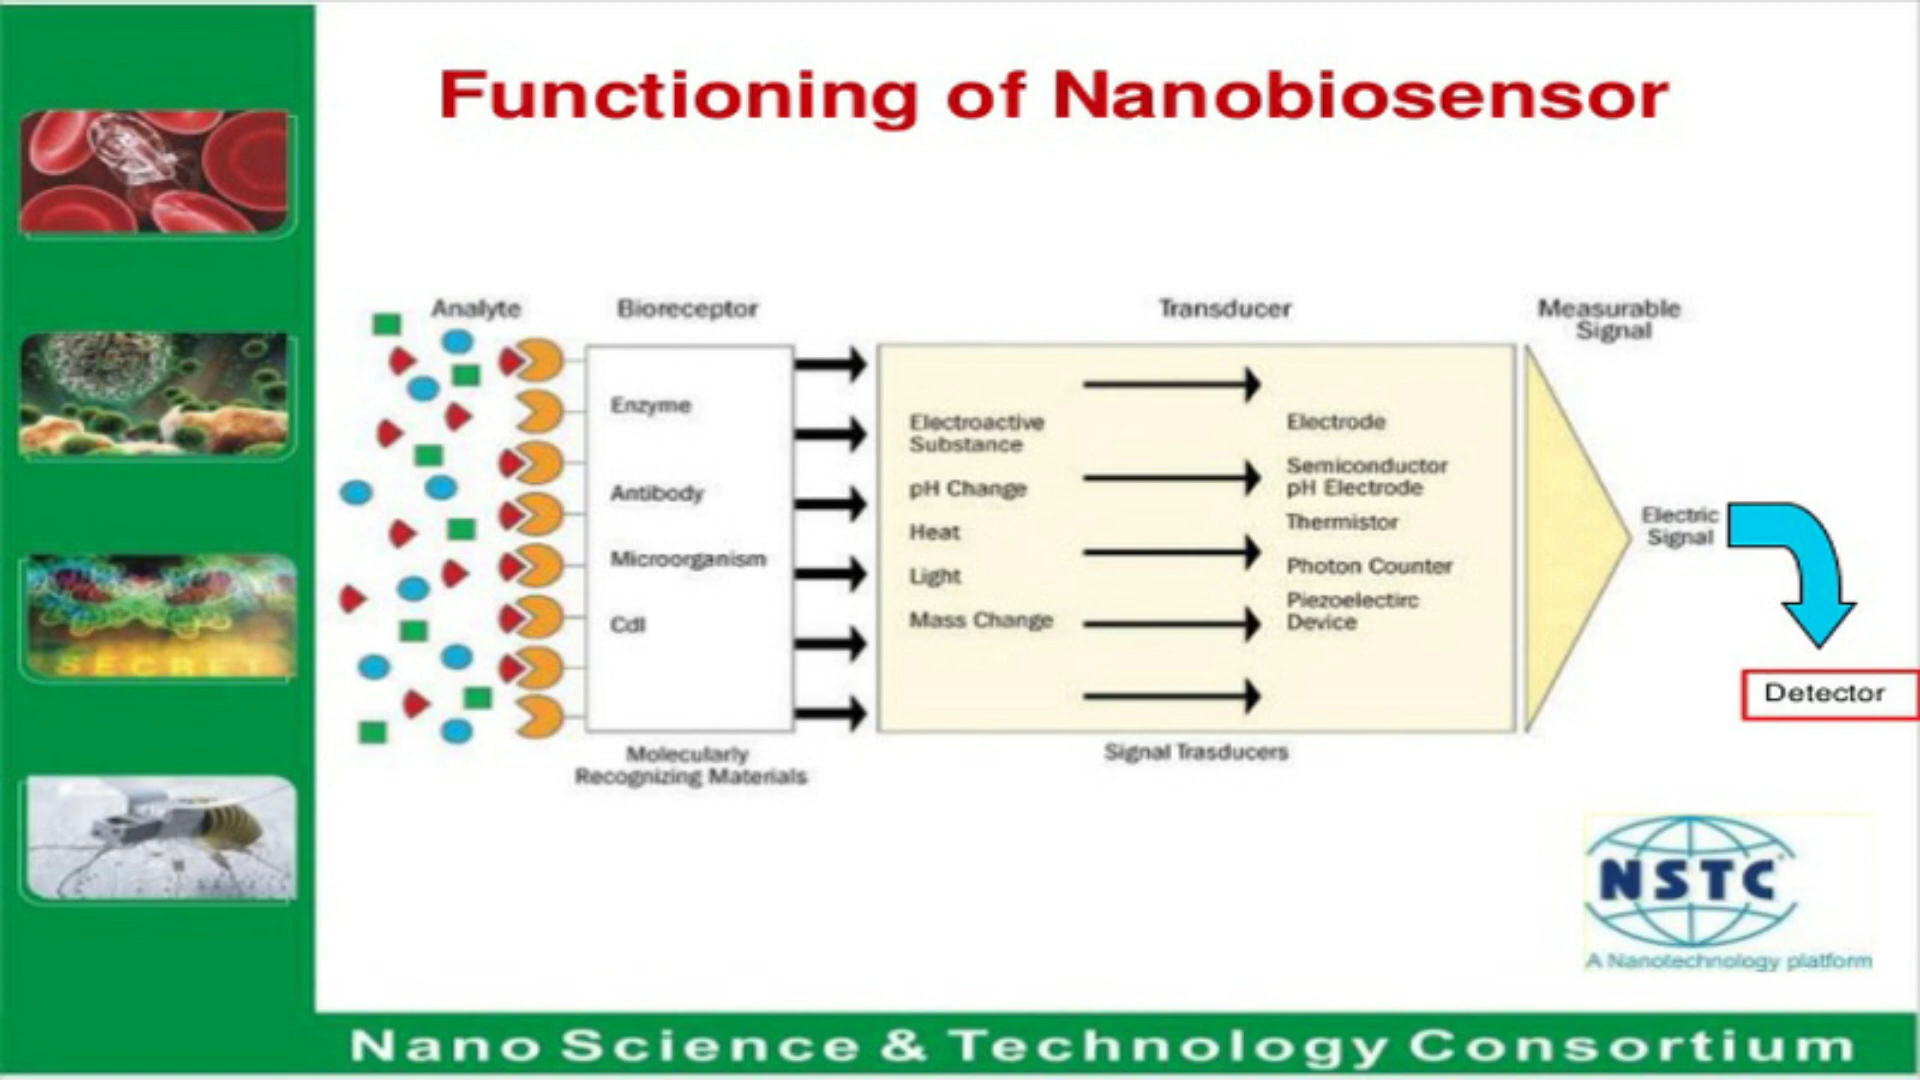 Functioning of Nanobiosensor
Analyte
Bioreceptor
Transducer
Measurable
Signal
Enzyme
Antibody
Microorganism
Cdl
Molecularly
Recognizing Materials
Electroactive
Substance
pH Change
Heat
Light
Mass Change
Electrode
Semiconductor
pH Electrode
Thermistor
Photon Counter
Piezoelectirc
Device
Signal Trasducers
Electric
Signal
Detector
SECRET
NSTC
A Nanotechnology platform
Nano Science & Technology Consortium